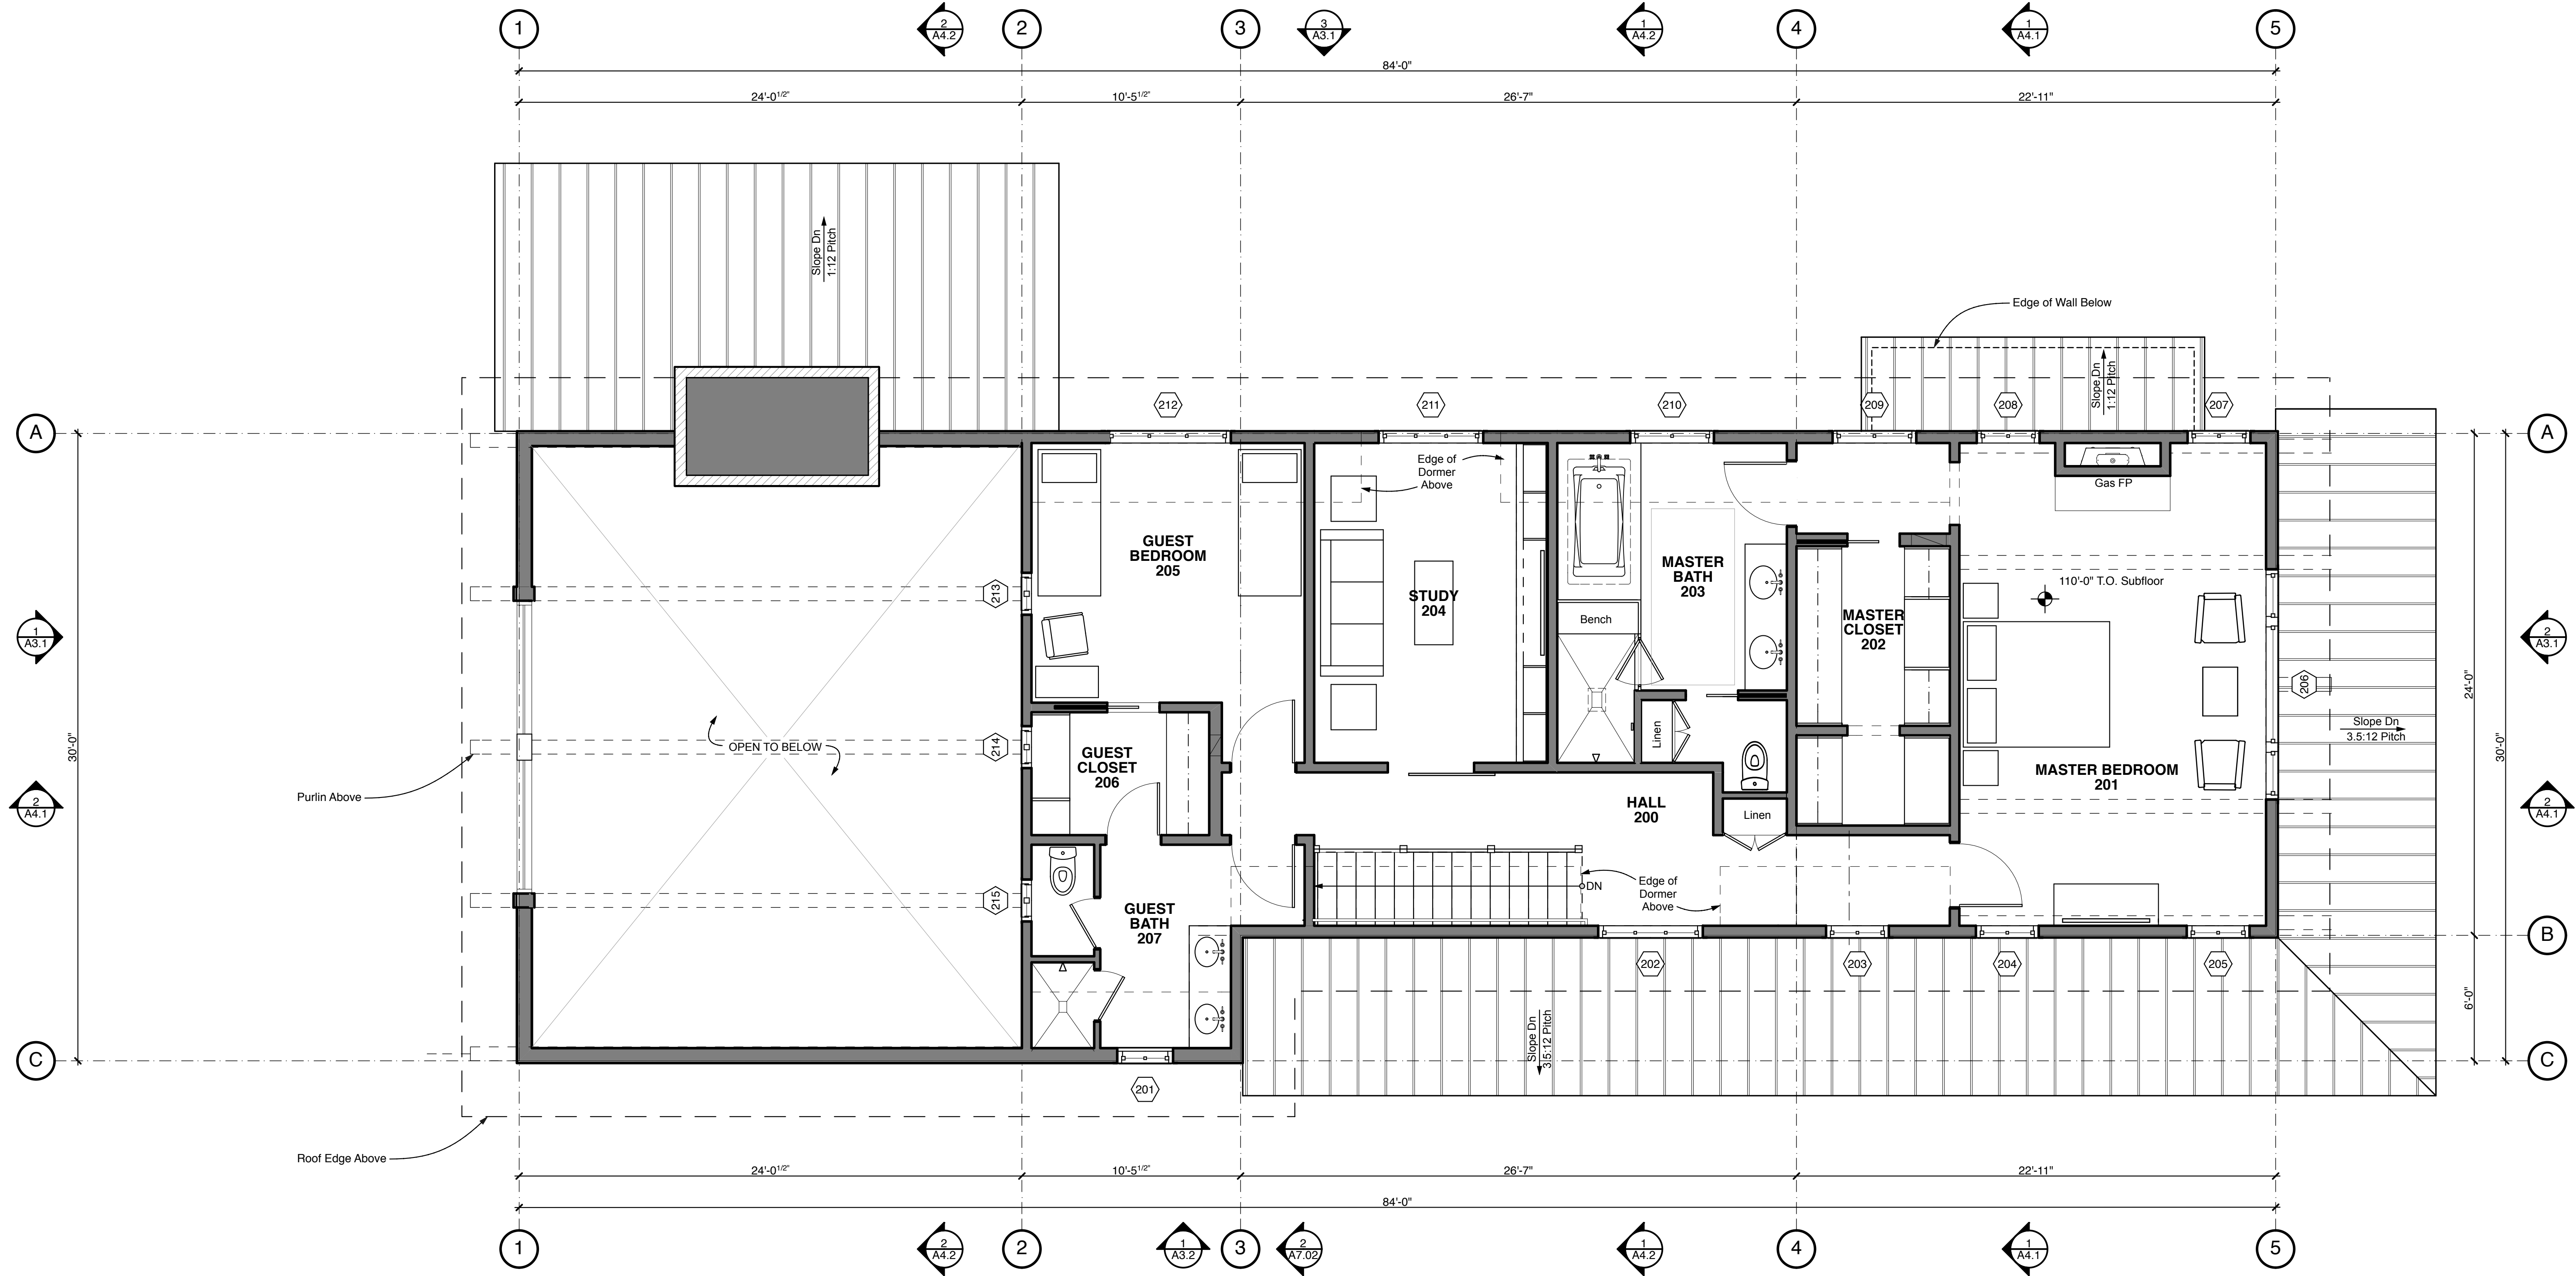 1
2
A4.2
2
3
3
A3.1
1
A4.2
4
1
A4.1
5
84'-0"
24'-0 1/2"
10'-5 1/2"
26'-7"
22'-11"
Slope Dn
1:12 Pitch
Edge of Wall Below
Slope Dn
1:12 Pitch
212
211
210
209
208
207
A
A
Edge of
Dormer
Above
Gas FP
GUEST
BEDROOM
205
MASTER
BATH
203
110'-0" T.O. Subfloor
213
STUDY
204
Bench
MASTER
CLOSET
202
1
A3.1
2
A3.1
206
24'-0"
Slope Dn
3.5:12 Pitch
Linen
30'-0"
OPEN TO BELOW
214
GUEST
CLOSET
206
MASTER BEDROOM
201
30'-0"
Purlin Above
2
A4.1
HALL
200
Linen
2
A4.1
215
GUEST
BATH
207
DN
Edge of
Dormer
Above
B
202
203
204
205
6'-0"
Slope Dn
3.5:12 Pitch
C
C
201
Roof Edge Above
24'-0 1/2"
10'-5 1/2"
26'-7"
22'-11"
84'-0"
1
2
A4.2
2
1
A3.2
3
2
A7.02
1
A4.2
4
1
A4.1
5